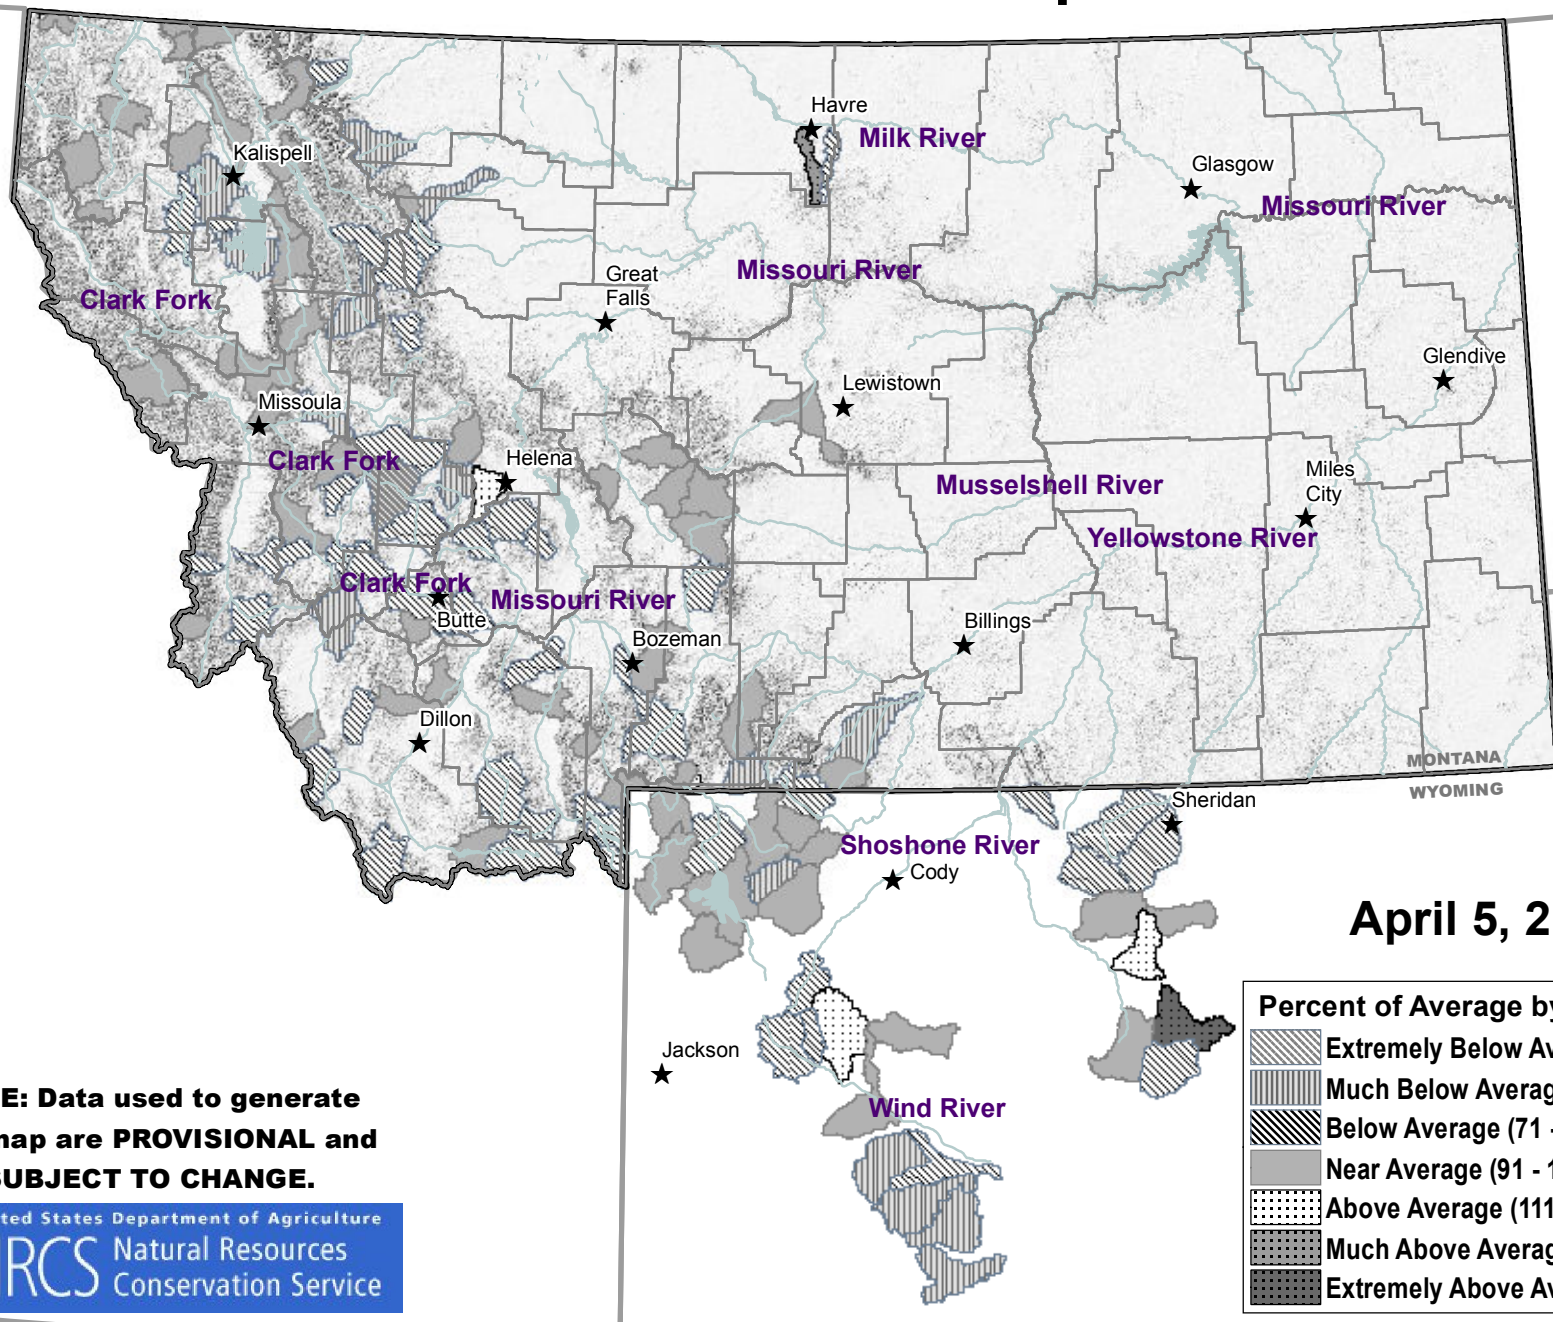 Havre
Milk River
Kalispell
Glasgow
Missouri River
Missouri River
Great
Falls
Clark Fork
Glendive
Lewistown
Missoula
Clark Fork
Helena
Miles
City
Musselshell River
Yellowstone River
Clark Fork
Missouri River
Butte
Billings
Bozeman
Dillon
MONTANA
WYOMING
Sheridan
Shoshone River
Cody
April 5, 2
Jackson
Wind River
Percent of Average by
Extremely Below Av
Much Below Averag
Below Average (71 -
Near Average (91 - 1
Above Average (111
Much Above Averag
Extremely Above Av
E: Data used to generate
map are PROVISIONAL and
SUBJECT TO CHANGE.
ted States Department of Agriculture
RCS Natural Resources
Conservation Service